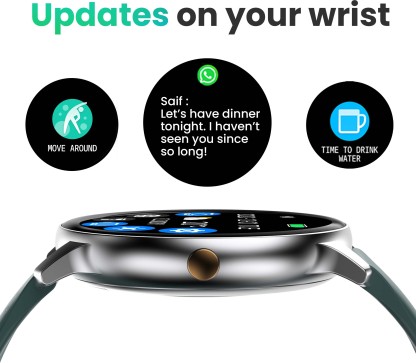 Updates on your wrist
Saif :
Let's have dinner
tonight. I haven't
seen you since
so long!
MOVE AROUND
TIME TO DRINK
WATER